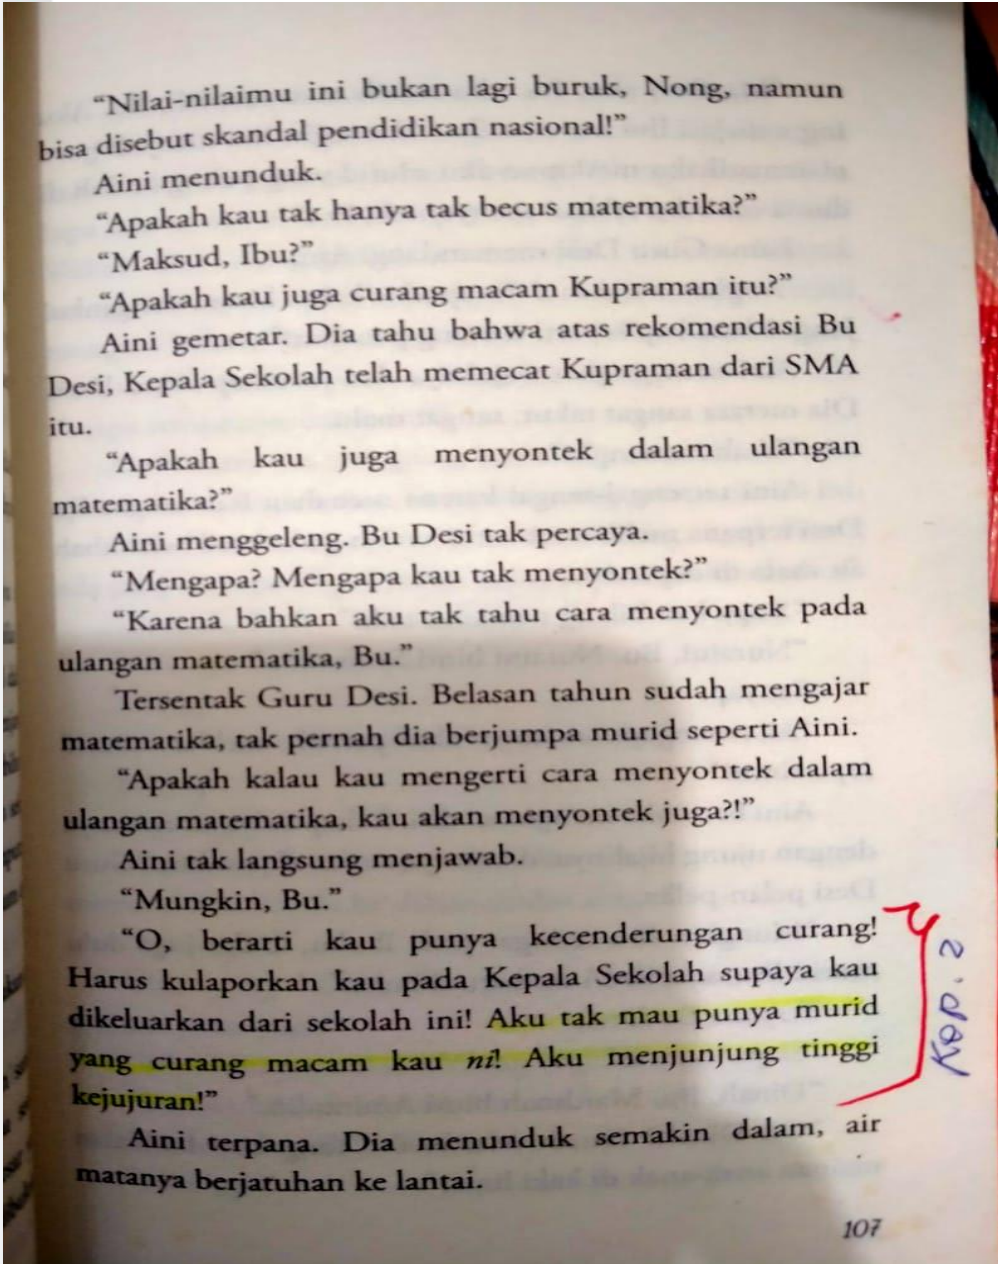 “Nilai-nilaimu ini bukan lagi buruk, Nong, namun
bisa disebut skandal pendidikan nasional!”
Aini menunduk.
“Apakah kau tak hanya tak becus matematika?”
“Maksud, Ibu?”
“Apakah kau juga curang macam Kupraman itu?”
Aini gemetar. Dia tahu bahwa atas rekomendasi Bu
Desi, Kepala Sekolah telah memecat Kupraman dari SMA
itu.
“Apakah kau juga menyontek dalam ulangan
matematika?”
Aini menggeleng. Bu Desi tak percaya.
“Mengapa? Mengapa kau tak menyontek?”
“Karena bahkan aku tak tahu cara menyontek pada
ulangan matematika, Bu.”
Tersentak Guru Desi. Belasan tahun sudah mengajar
matematika, tak pernah dia berjumpa murid seperti Aini.
“Apakah kalau kau mengerti cara menyontek dalam
ulangan matematika, kau akan menyontek juga?!”
Aini tak langsung menjawab.
“Mungkin, Bu.”
“O, berarti kau punya kecenderungan curang!
Harus kulaporkan kau pada Kepala Sekolah supaya kau
dikeluarkan dari sekolah ini! Aku tak mau punya murid
yang curang macam kau ni! Aku menjunjung tinggi
kejujuran!”
Aini terpana. Dia menunduk semakin dalam, air
matanya berjatuhan ke lantai.
107